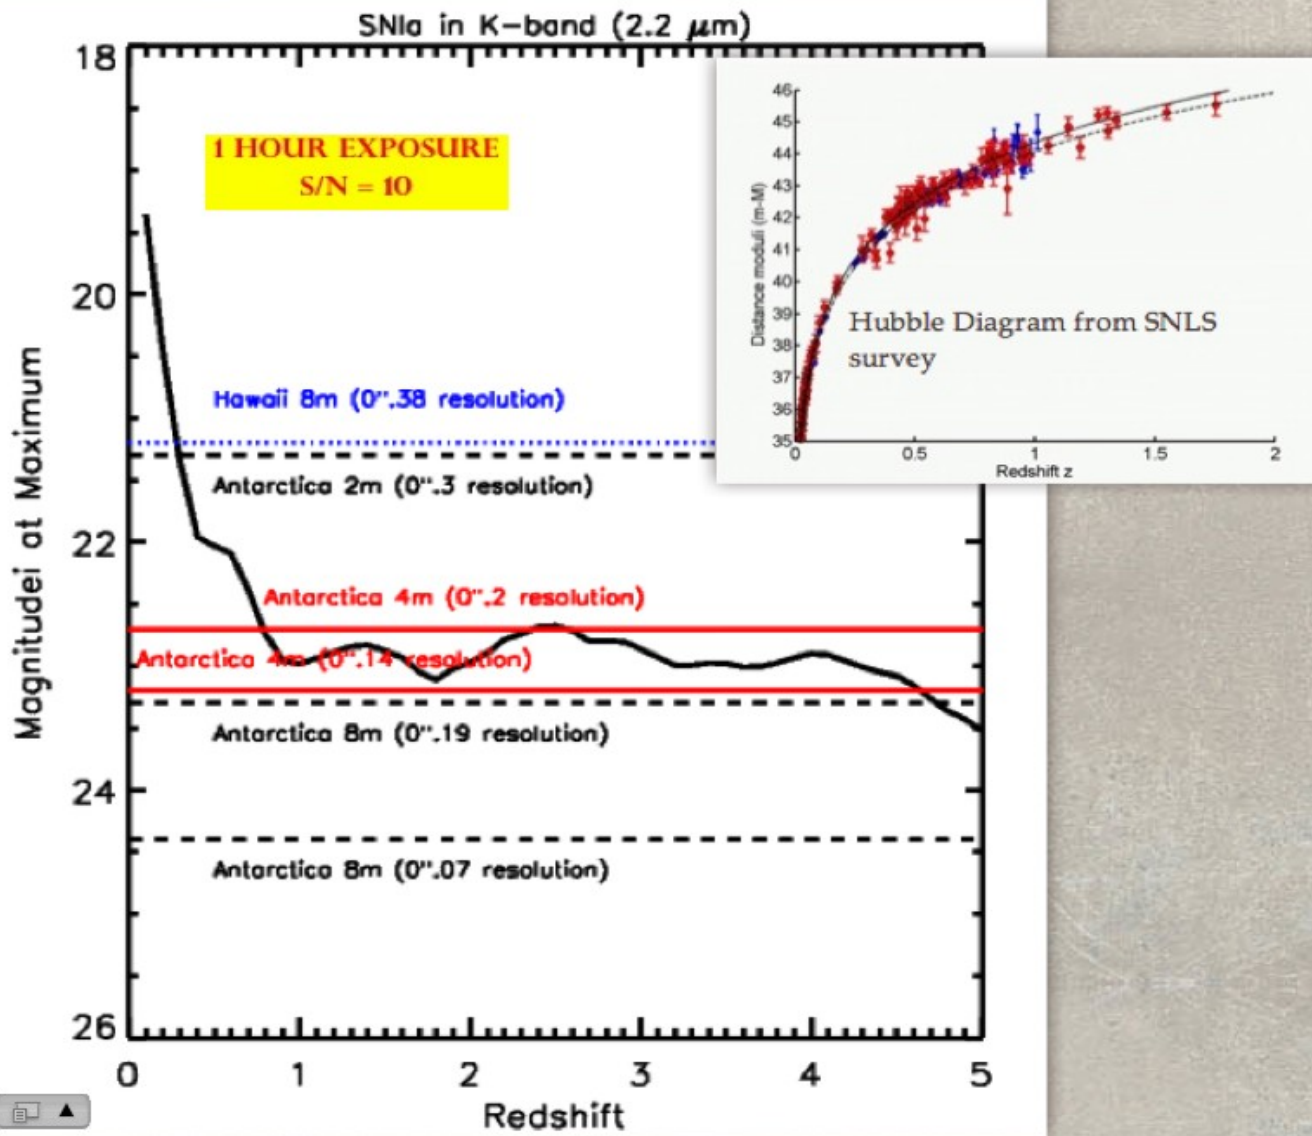 SNIa in K-band (2.2 μm)
18
20
22
24
26
Magnitudei at Maximum
1 HOUR EXPOSURE
S/N = 10
Hawaii 8m (0".38 resolution)
Antarctica 2m (0".3 resolution)
Antarctica 4m (0".2 resolution)
Antarctica 4m (0".14 resolution)
Antarctica 8m (0".19 resolution)
Antarctica 8m (0".07 resolution)
0 1 2 3 4 5
Redshift
46
45
44
43
42
41
40
39
38
37
36
35
Distance moduli (m-M)
Hubble Diagram from SNLS
survey
0 0.5 1 1.5 2
Redshift z